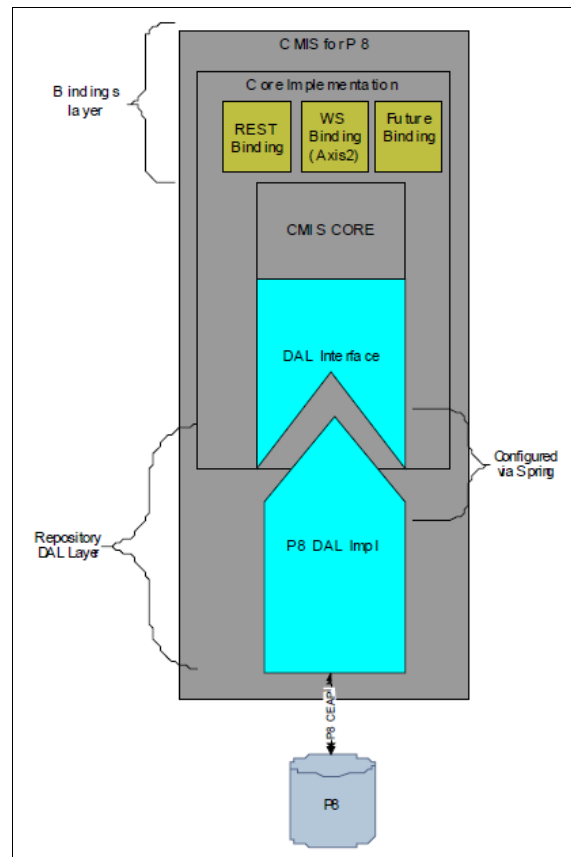 CMIS for P 8
Core Implementation
Bindings
layer
REST
Binding
WS
Binding
(Axis2)
Future
Binding
CMIS CORE
DAL Interface
Configured
via Spring
Repository
DAL Layer
P8 DAL Impl
P8 CEAPI
P8